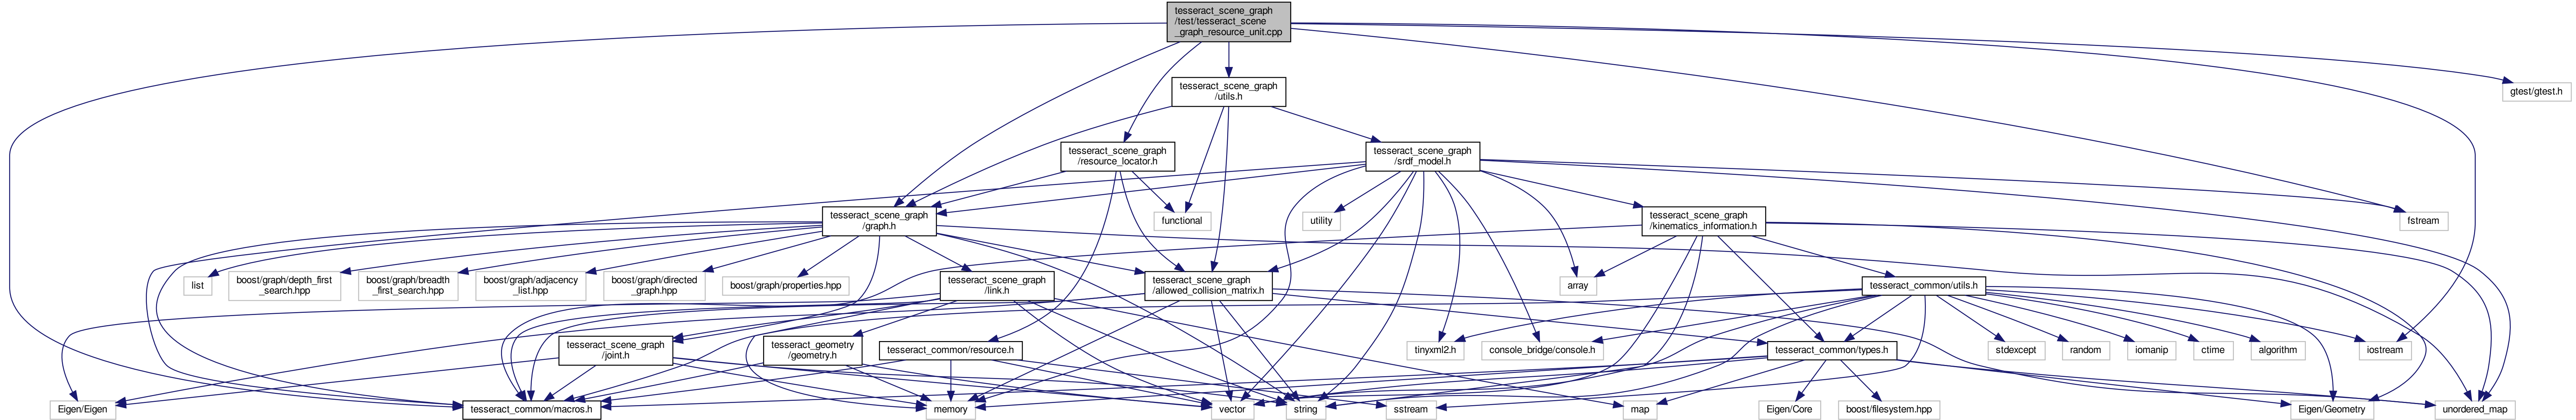 tesseract_scene_graph
/test/tesseract_scene
_graph_resource_unit.cpp
tesseract_scene_graph
/utils.h
gtest/gtest.h
tesseract_scene_graph
/resource_locator.h
tesseract_scene_graph
/srdf_model.h
tesseract_scene_graph
/graph.h
functional
utility
tesseract_scene_graph
/kinematics_information.h
fstream
list
boost/graph/depth_first
_search.hpp
boost/graph/breadth
_first_search.hpp
boost/graph/adjacency
_list.hpp
boost/graph/directed
_graph.hpp
boost/graph/properties.hpp
tesseract_scene_graph
/link.h
tesseract_scene_graph
/allowed_collision_matrix.h
array
tesseract_common/utils.h
tesseract_scene_graph
/joint.h
tesseract_geometry
/geometry.h
tesseract_common/resource.h
tinyxml2.h
console_bridge/console.h
tesseract_common/types.h
stdexcept
random
iomanip
ctime
algorithm
iostream
Eigen/Eigen
tesseract_common/macros.h
memory
vector
string
sstream
map
Eigen/Core
boost/filesystem.hpp
Eigen/Geometry
unordered_map